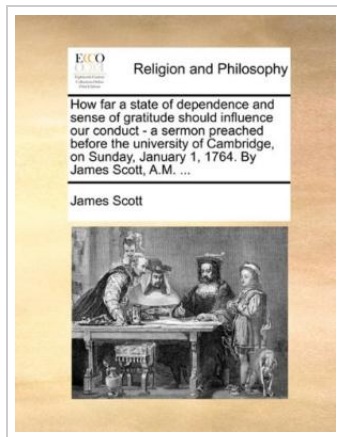 ECCO
Religion and Philosophy
How far a state of dependence and
sense of gratitude should influence
our conduct - a sermon preached
before the university of Cambridge,
on Sunday, January 1, 1764. By
James Scott, A.M. ...
James Scott